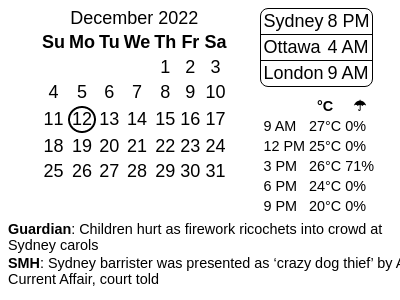 December 2022
Su Mo Tu We Th Fr Sa
1 2 3
4 5 6 7 8 9 10
11 12 13 14 15 16 17
18 19 20 21 22 23 24
25 26 27 28 29 30 31
Sydney 8 PM
Ottawa 4 AM
London 9 AM
°C ☂
9 AM 27°C 0%
12 PM 25°C 0%
3 PM 26°C 71%
6 PM 24°C 0%
9 PM 20°C 0%
Guardian: Children hurt as firework ricochets into crowd at
Sydney carols
SMH: Sydney barrister was presented as ‘crazy dog thief’ by A
Current Affair, court told